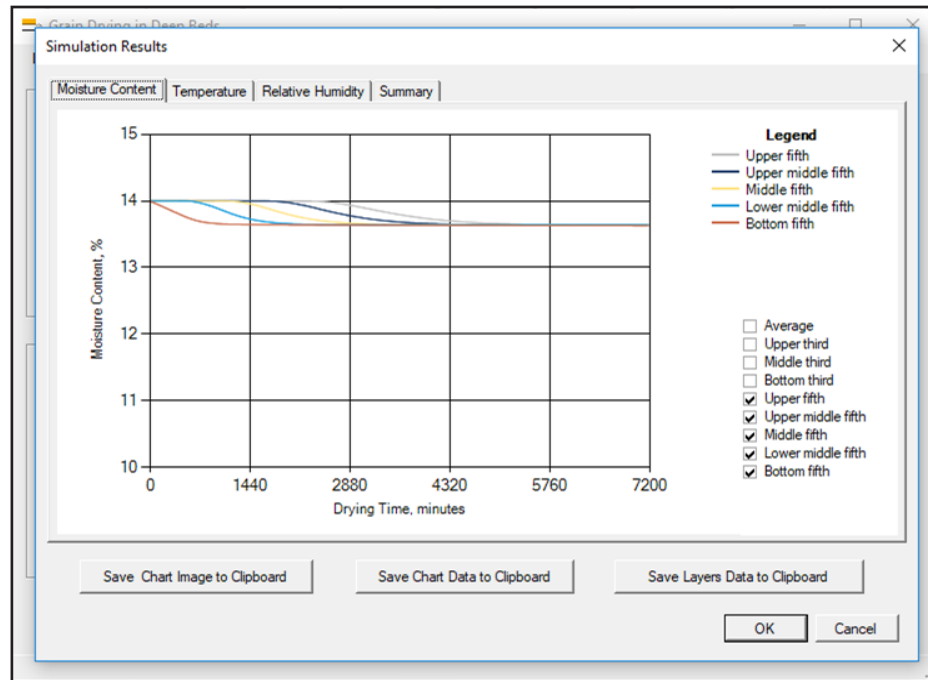 Grain Drying in Deep Beds
Simulation Results
Moisture Content
Temperature
Relative Humidity
Summary
15
14
13
12
11
10
Moisture Content, %
0
1440
2880
4320
5760
7200
Drying Time, minutes
Legend
Upper fifth
Upper middle fifth
Middle fifth
Lower middle fifth
Bottom fifth
Average
Upper third
Middle third
Bottom third
Upper fifth
Upper middle fifth
Middle fifth
Lower middle fifth
Bottom fifth
Save Chart Image to Clipboard
Save Chart Data to Clipboard
Save Layers Data to Clipboard
OK
Cancel